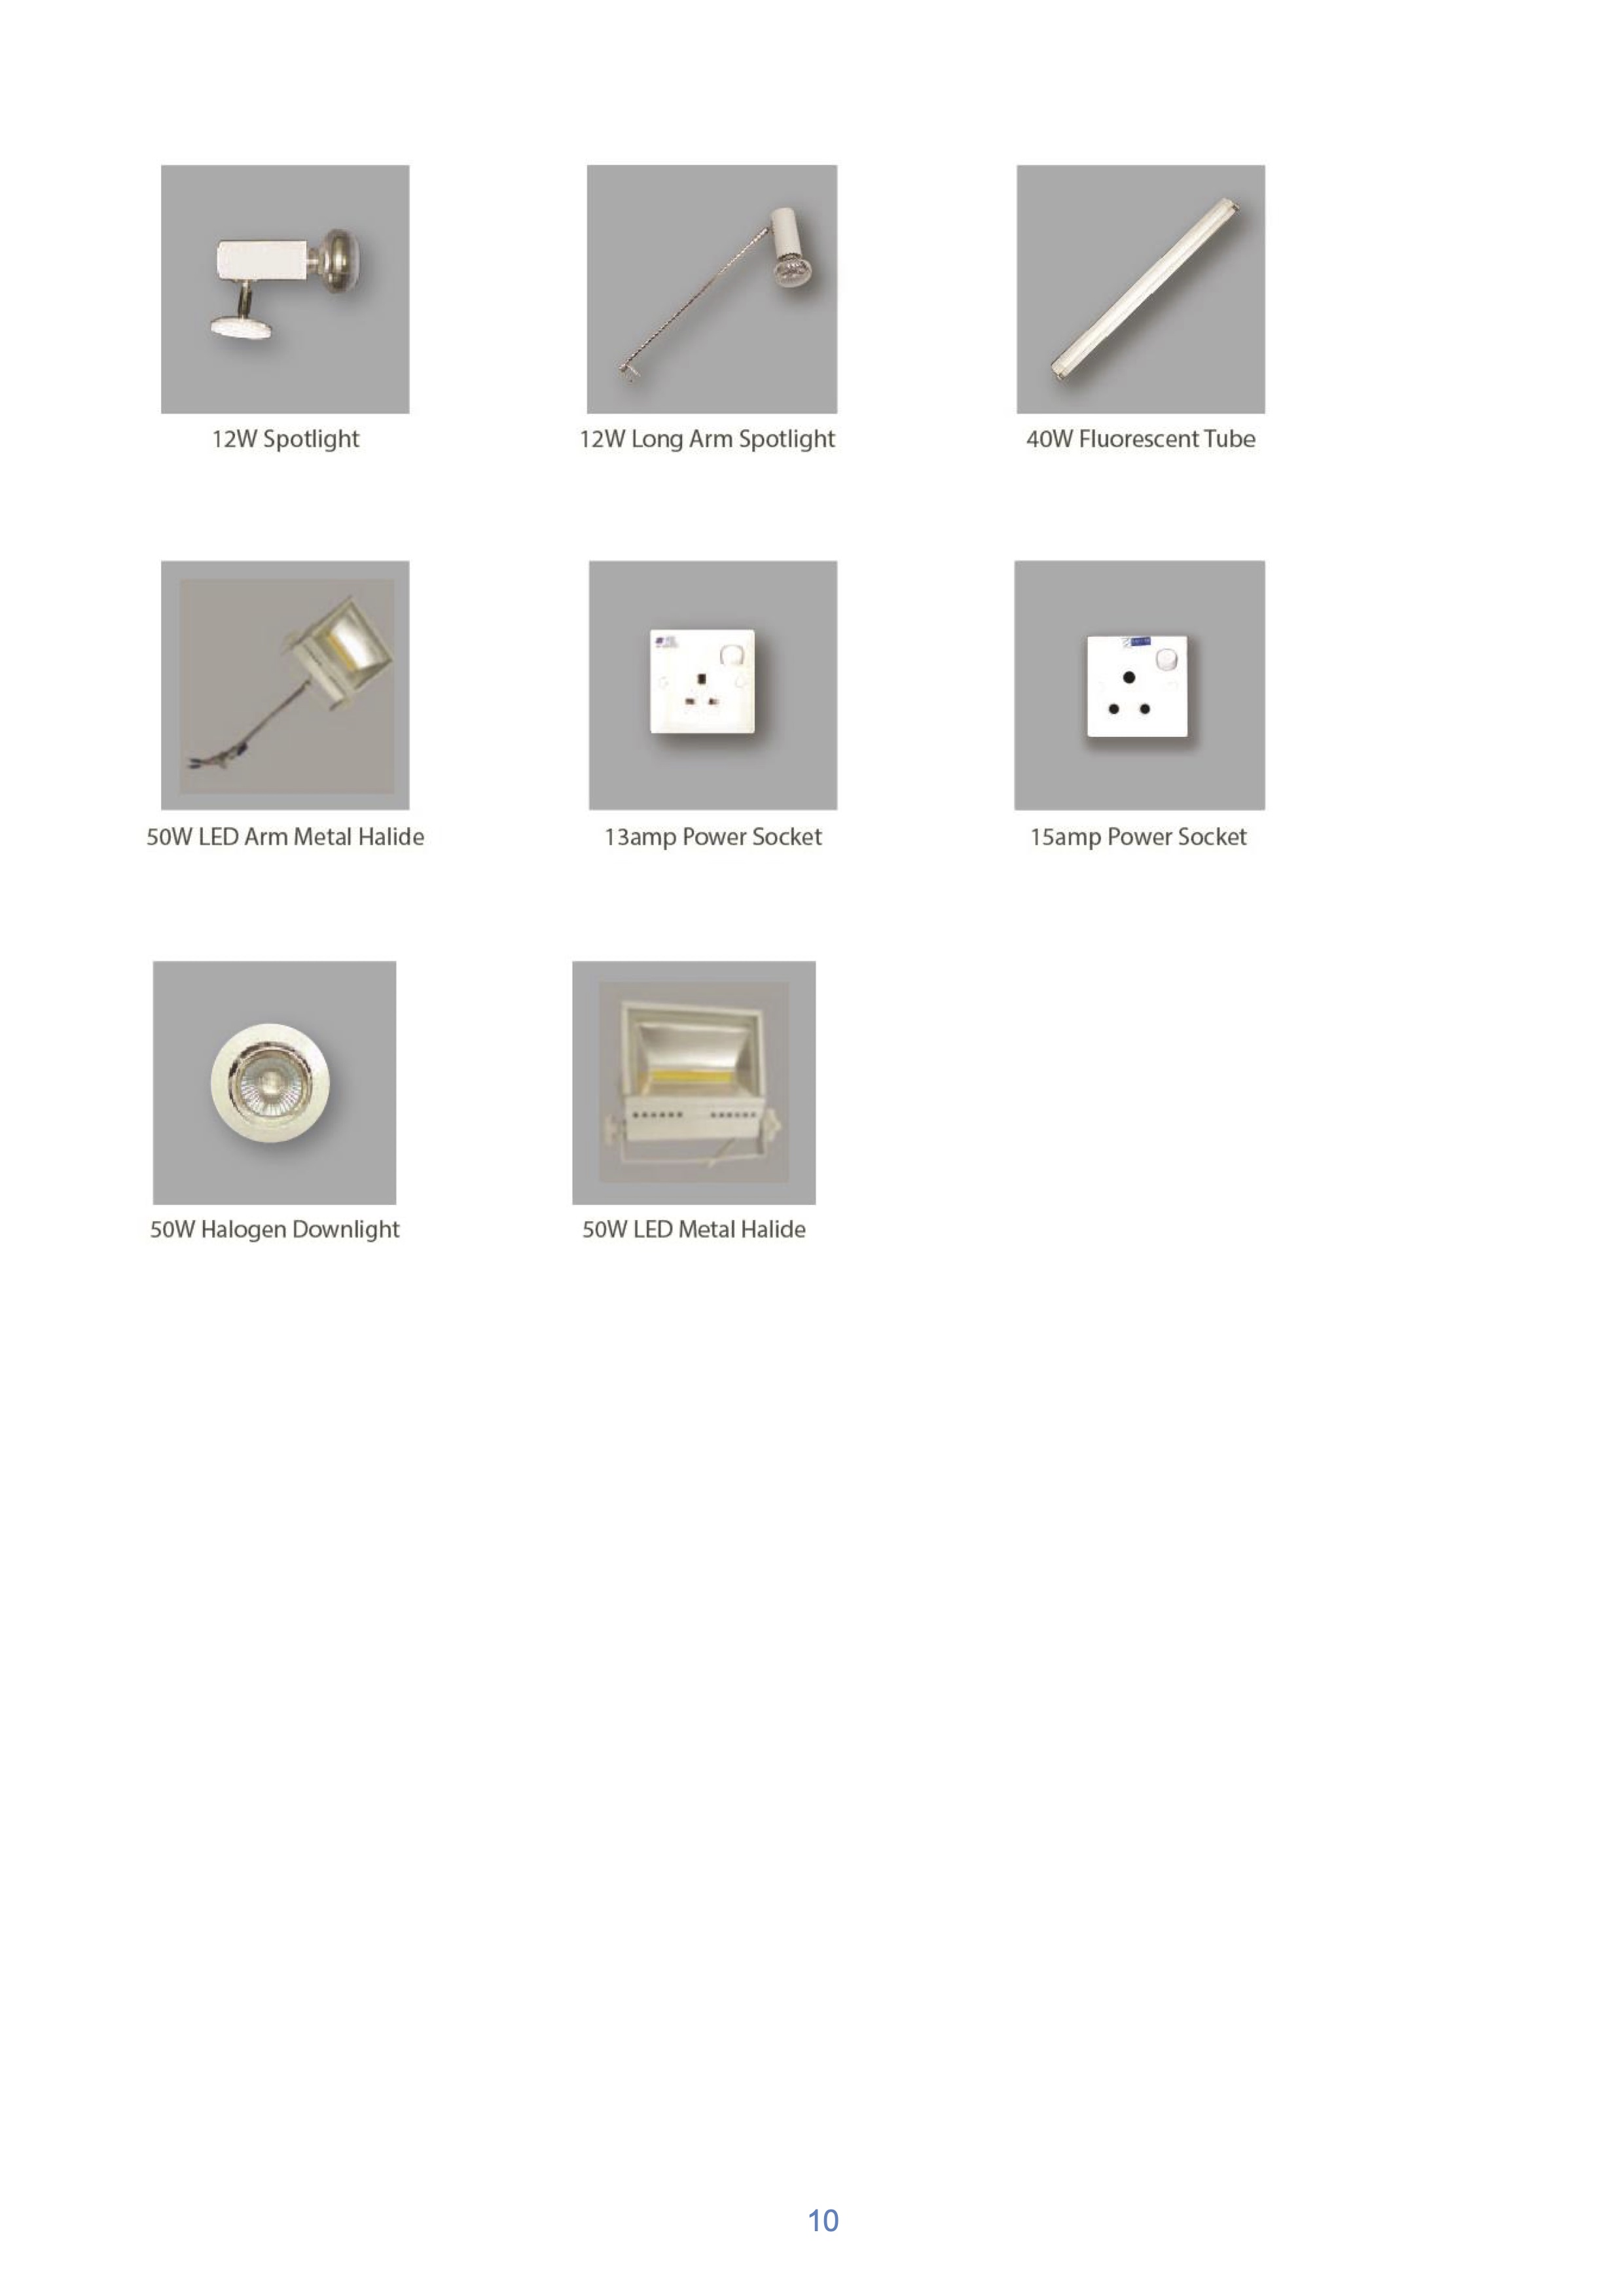 12W Spotlight
12W Long Arm Spotlight
40W Fluorescent Tube
50W LED Arm Metal Halide
13amp Power Socket
15amp Power Socket
50W Halogen Downlight
50W LED Metal Halide
10